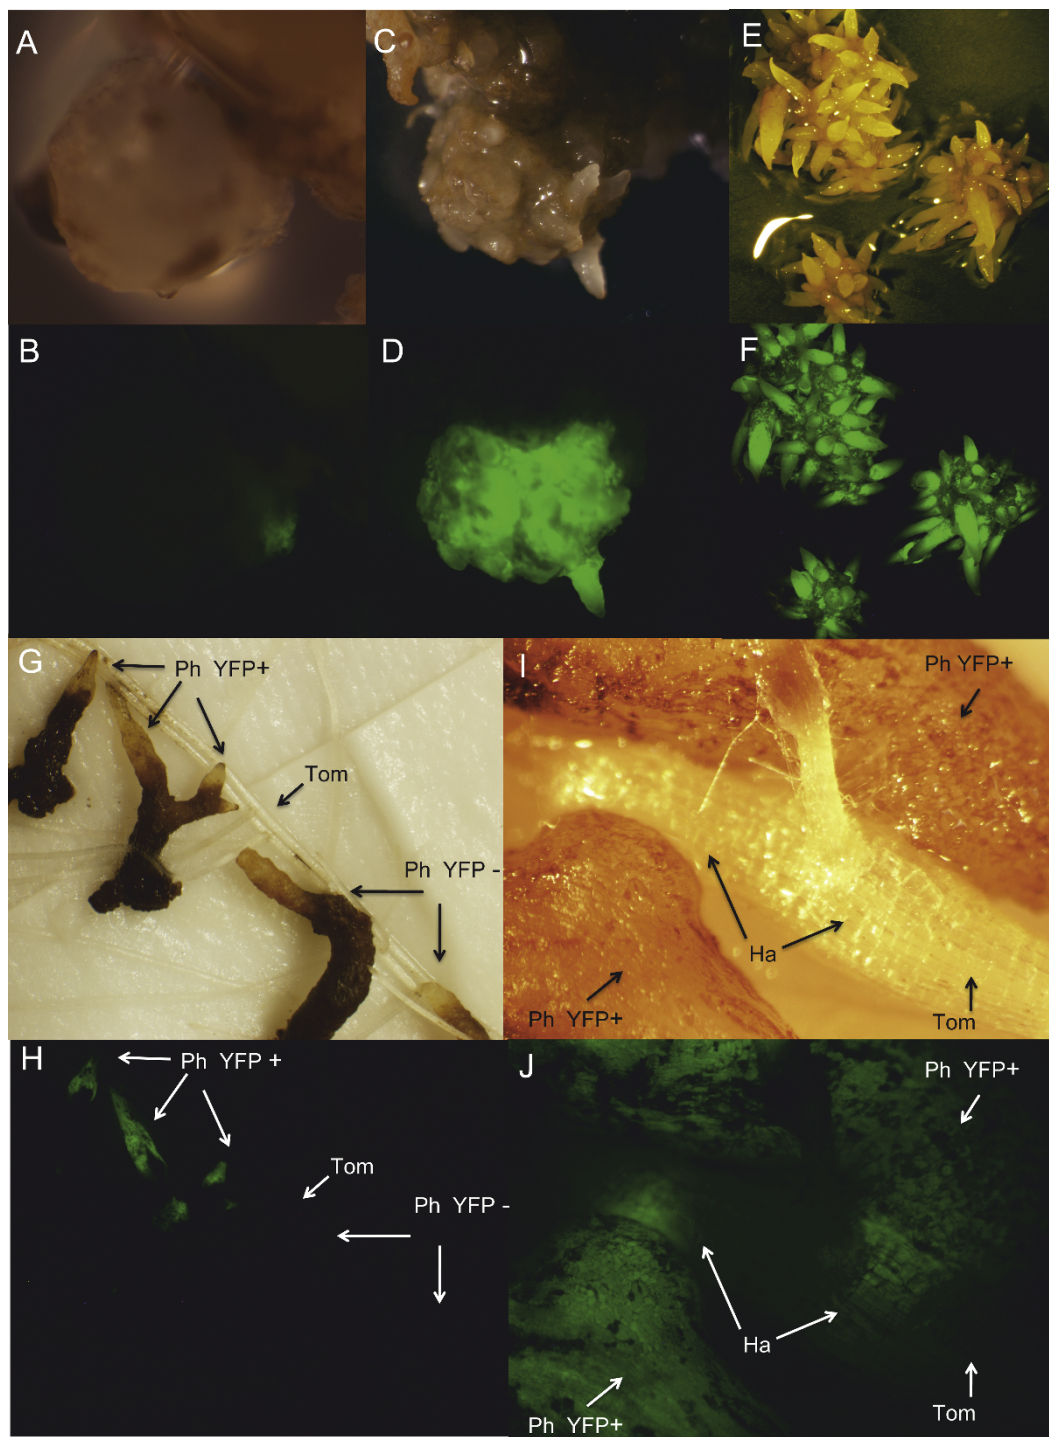 A
C
E
B
D
F
G
Ph YFP+
Tom
Ph YFP -
I
Ph YFP+
Ha
Ph YFP+
Tom
H
Ph YFP +
Tom
Ph YFP -
J
Ph YFP+
Ha
Ph YFP+
Tom